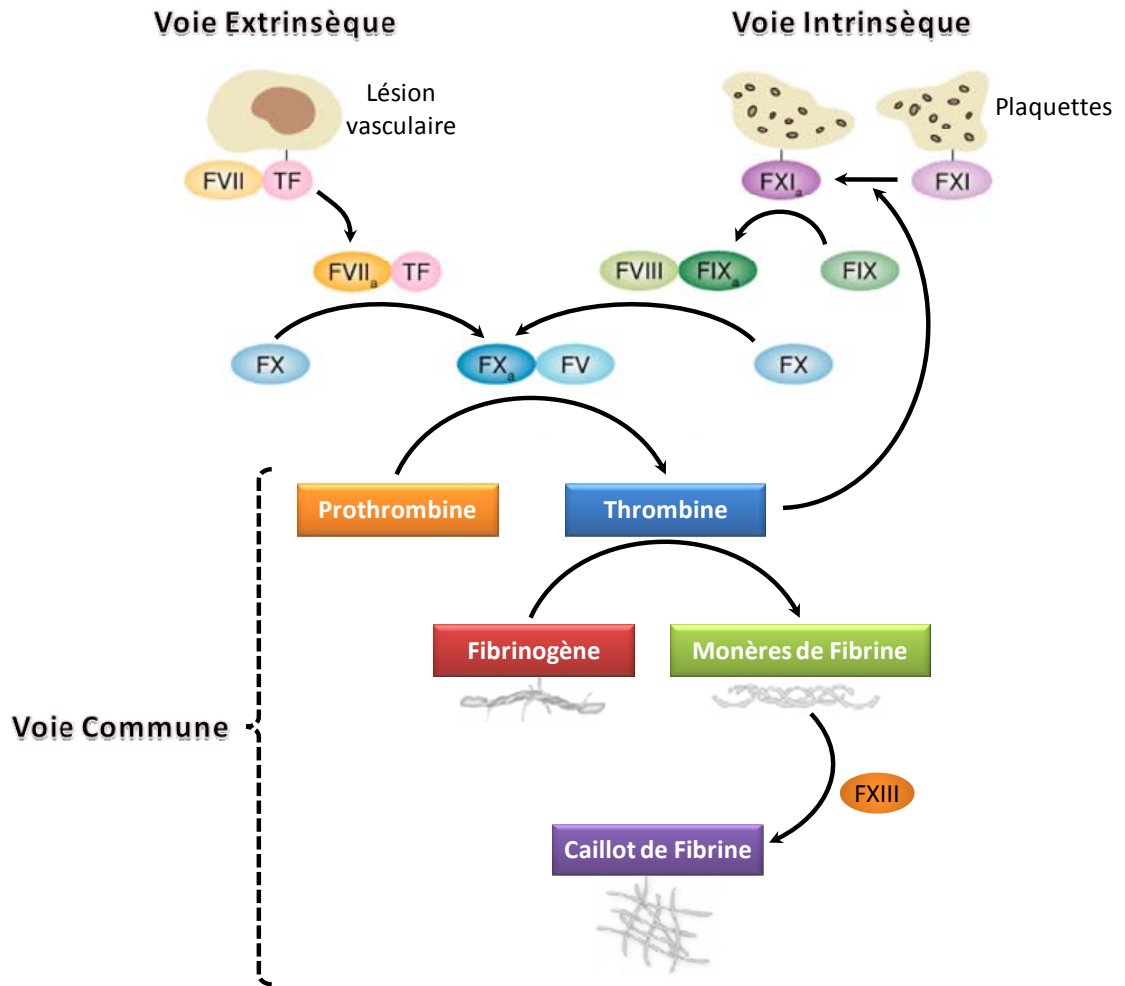 Voie Extrinsèque
Voie Intrinsèque
Lésion
vasculaire
Plaquettes
FVII TF
FXIa FXI
FVIIa TF
FVIII FIXa FIX
FX FXa FV FX
Prothrombine
Thrombine
Fibrinogène
Monères de Fibrine
Voie Commune
FXIII
Caillot de Fibrine